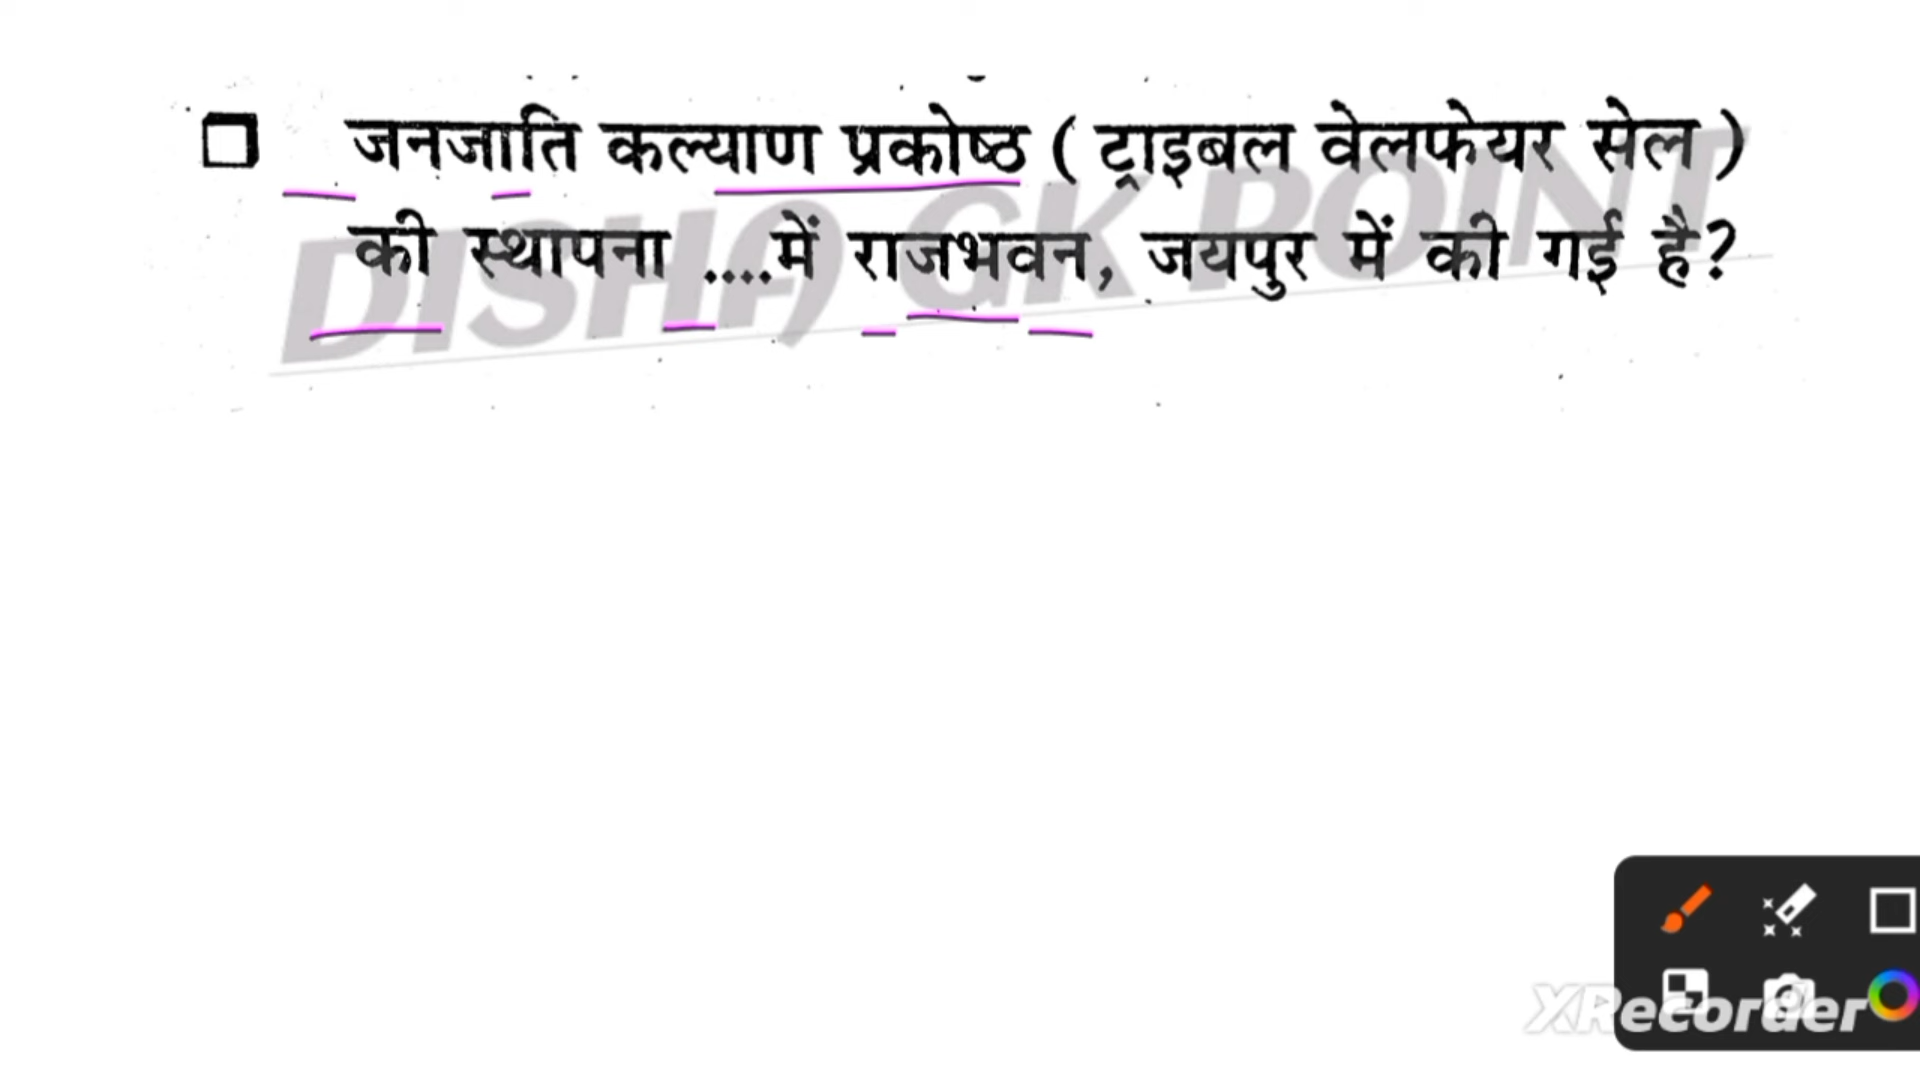 जनजाति कल्याण प्रकोष्ठ ( ट्राइबल वेलफेयर सेल )
की स्थापना ....में राजभवन, जयपुर में की गई है?
DISHA GK POINT
XRecorder